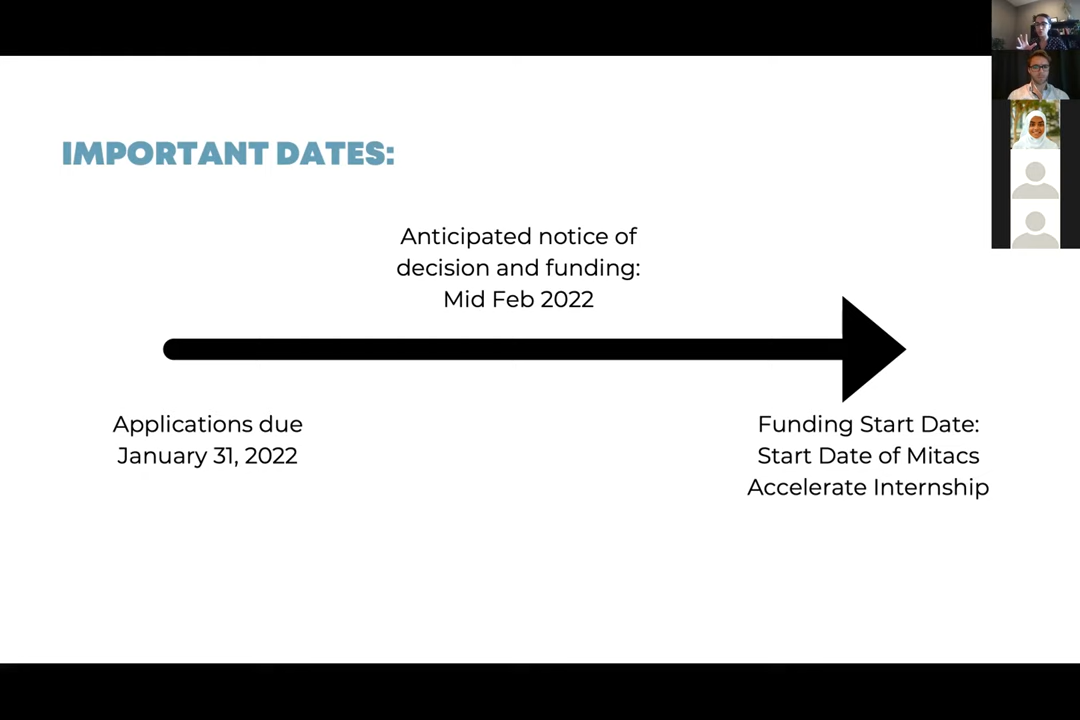 IMPORTANT DATES:
Anticipated notice of
decision and funding:
Mid Feb 2022
Applications due
January 31, 2022
Funding Start Date:
Start Date of Mitacs
Accelerate Internship